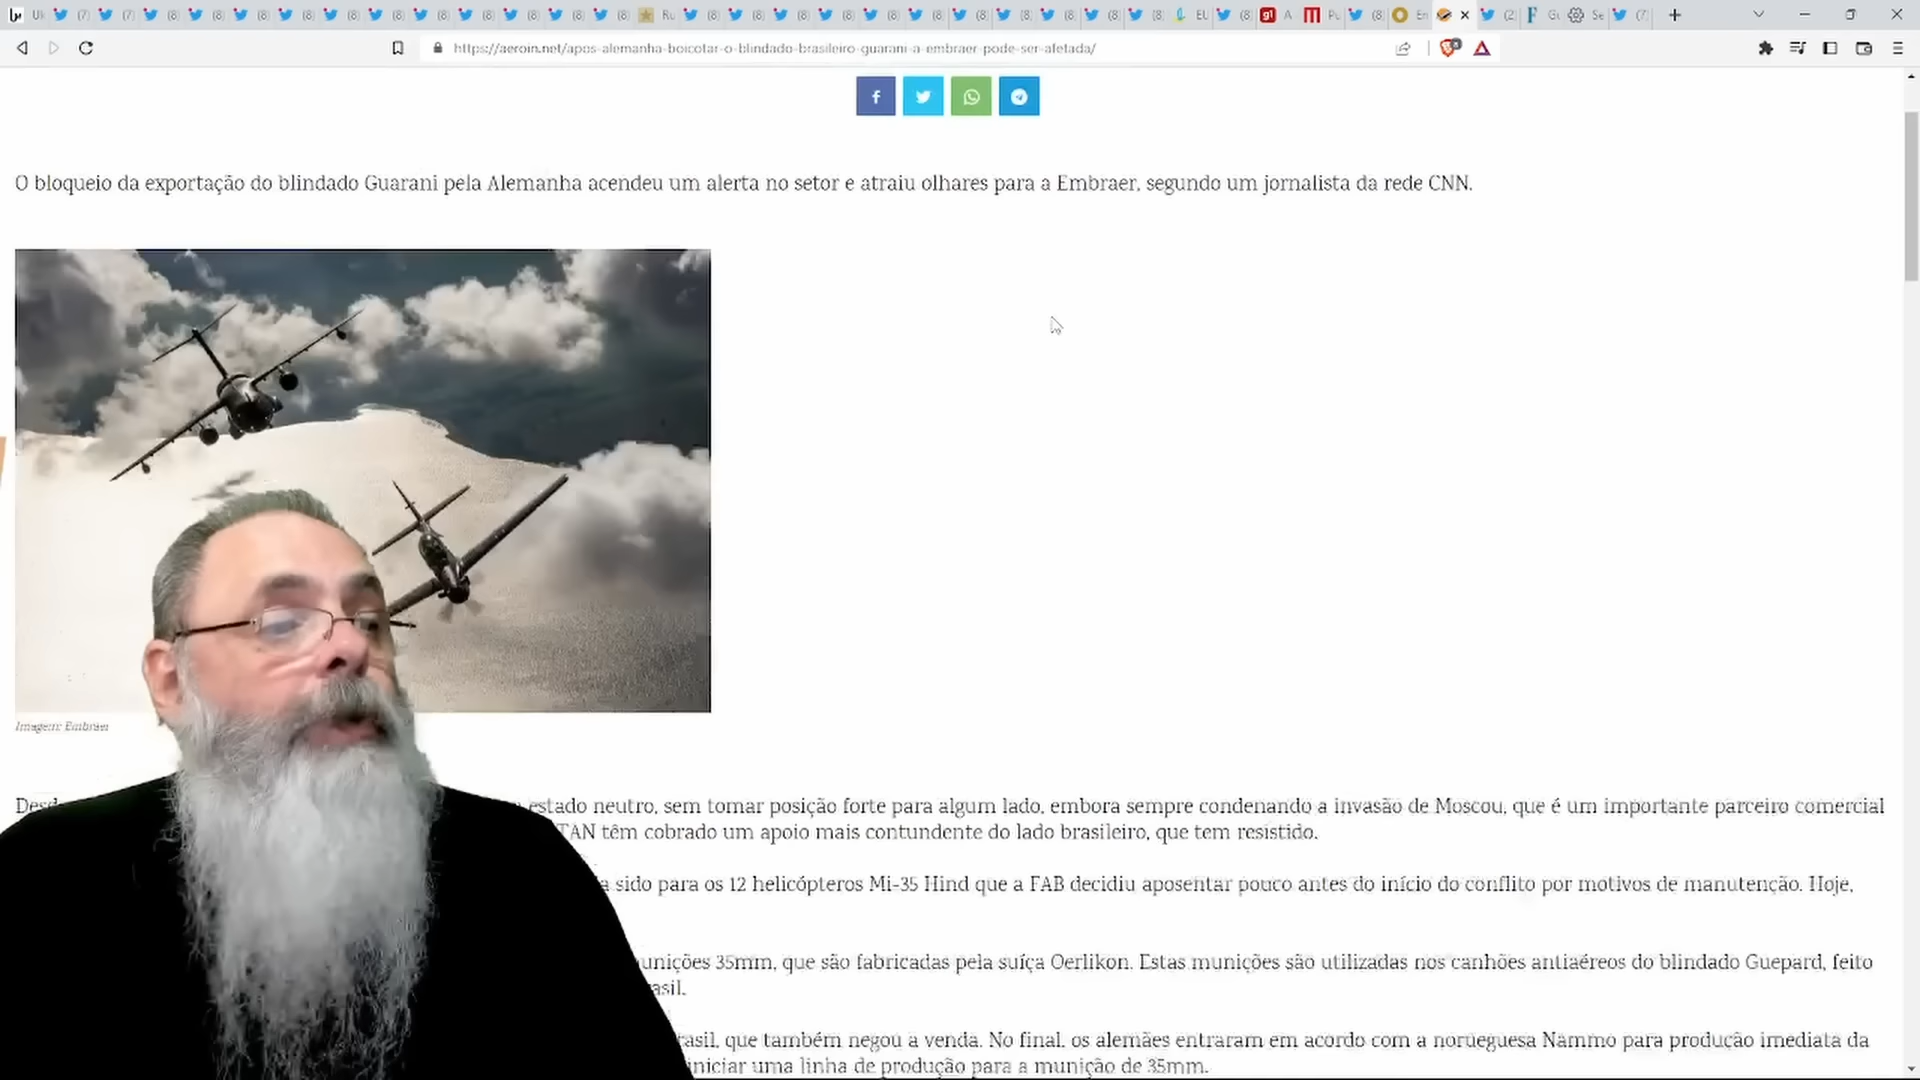 https://aeroin.net/apos-alemanha-boicotar-o-blindado-brasileiro-guarani-a-embraer-pode-ser-afetada/
O bloqueio da exportação do blindado Guarani pela Alemanha acendeu um alerta no setor e atraiu olhares para a Embraer, segundo um jornalista da rede CNN.
Imagem: Embraer
estado neutro, sem tomar posição forte para algum lado, embora sempre condenando a invasão de Moscou, que é um importante parceiro comercial
TAN têm cobrado um apoio mais contundente do lado brasileiro, que tem resistido.
a sido para os 12 helicópteros Mi-35 Hind que a FAB decidiu aposentar pouco antes do início do conflito por motivos de manutenção. Hoje,
unições 35mm, que são fabricadas pela suíça Oerlikon. Estas munições são utilizadas nos canhões antiaéreos do blindado Guepard, feito
asil.
rasil, que também negou a venda. No final, os alemães entraram em acordo com a norueguesa Nammo para produção imediata da
iniciar uma linha de produção para a munição de 35mm.